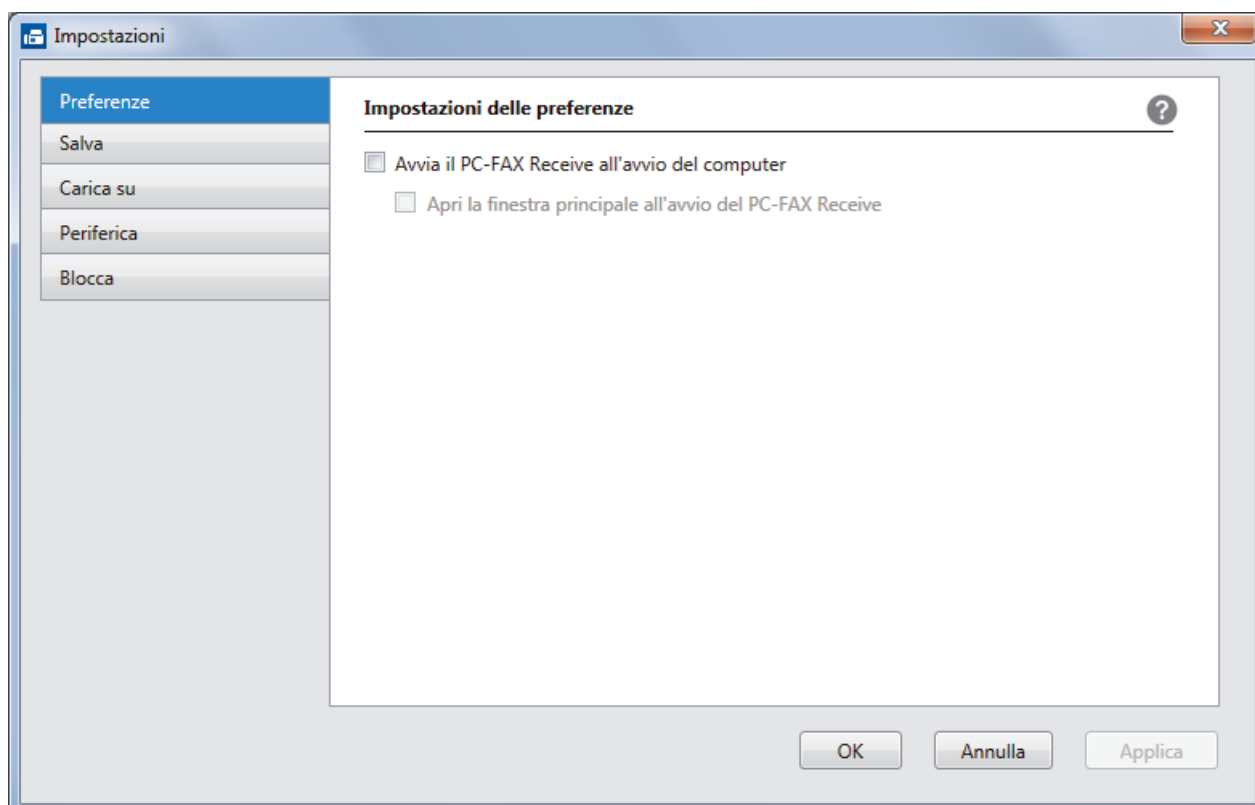 Impostazioni
Preferenze
Salva
Carica su
Periferica
Blocca
Impostazioni delle preferenze
?
Avvia il PC-FAX Receive all'avvio del computer
Apri la finestra principale all'avvio del PC-FAX Receive
OK
Annulla
Applica